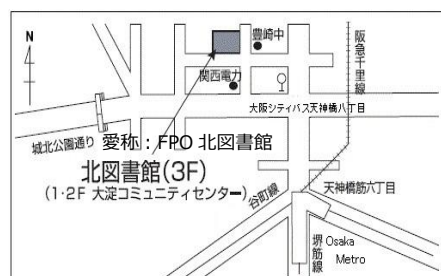 N
豊崎中
阪急千里線
関西電力
大阪シティバス天神橋八丁目
城北公園通り
愛称：FPO 北図書館
北図書館(3F)
(1・2F 大淀コミュニティセンター)
谷町線
天神橋筋六丁目
堺筋線
Osaka
Metro